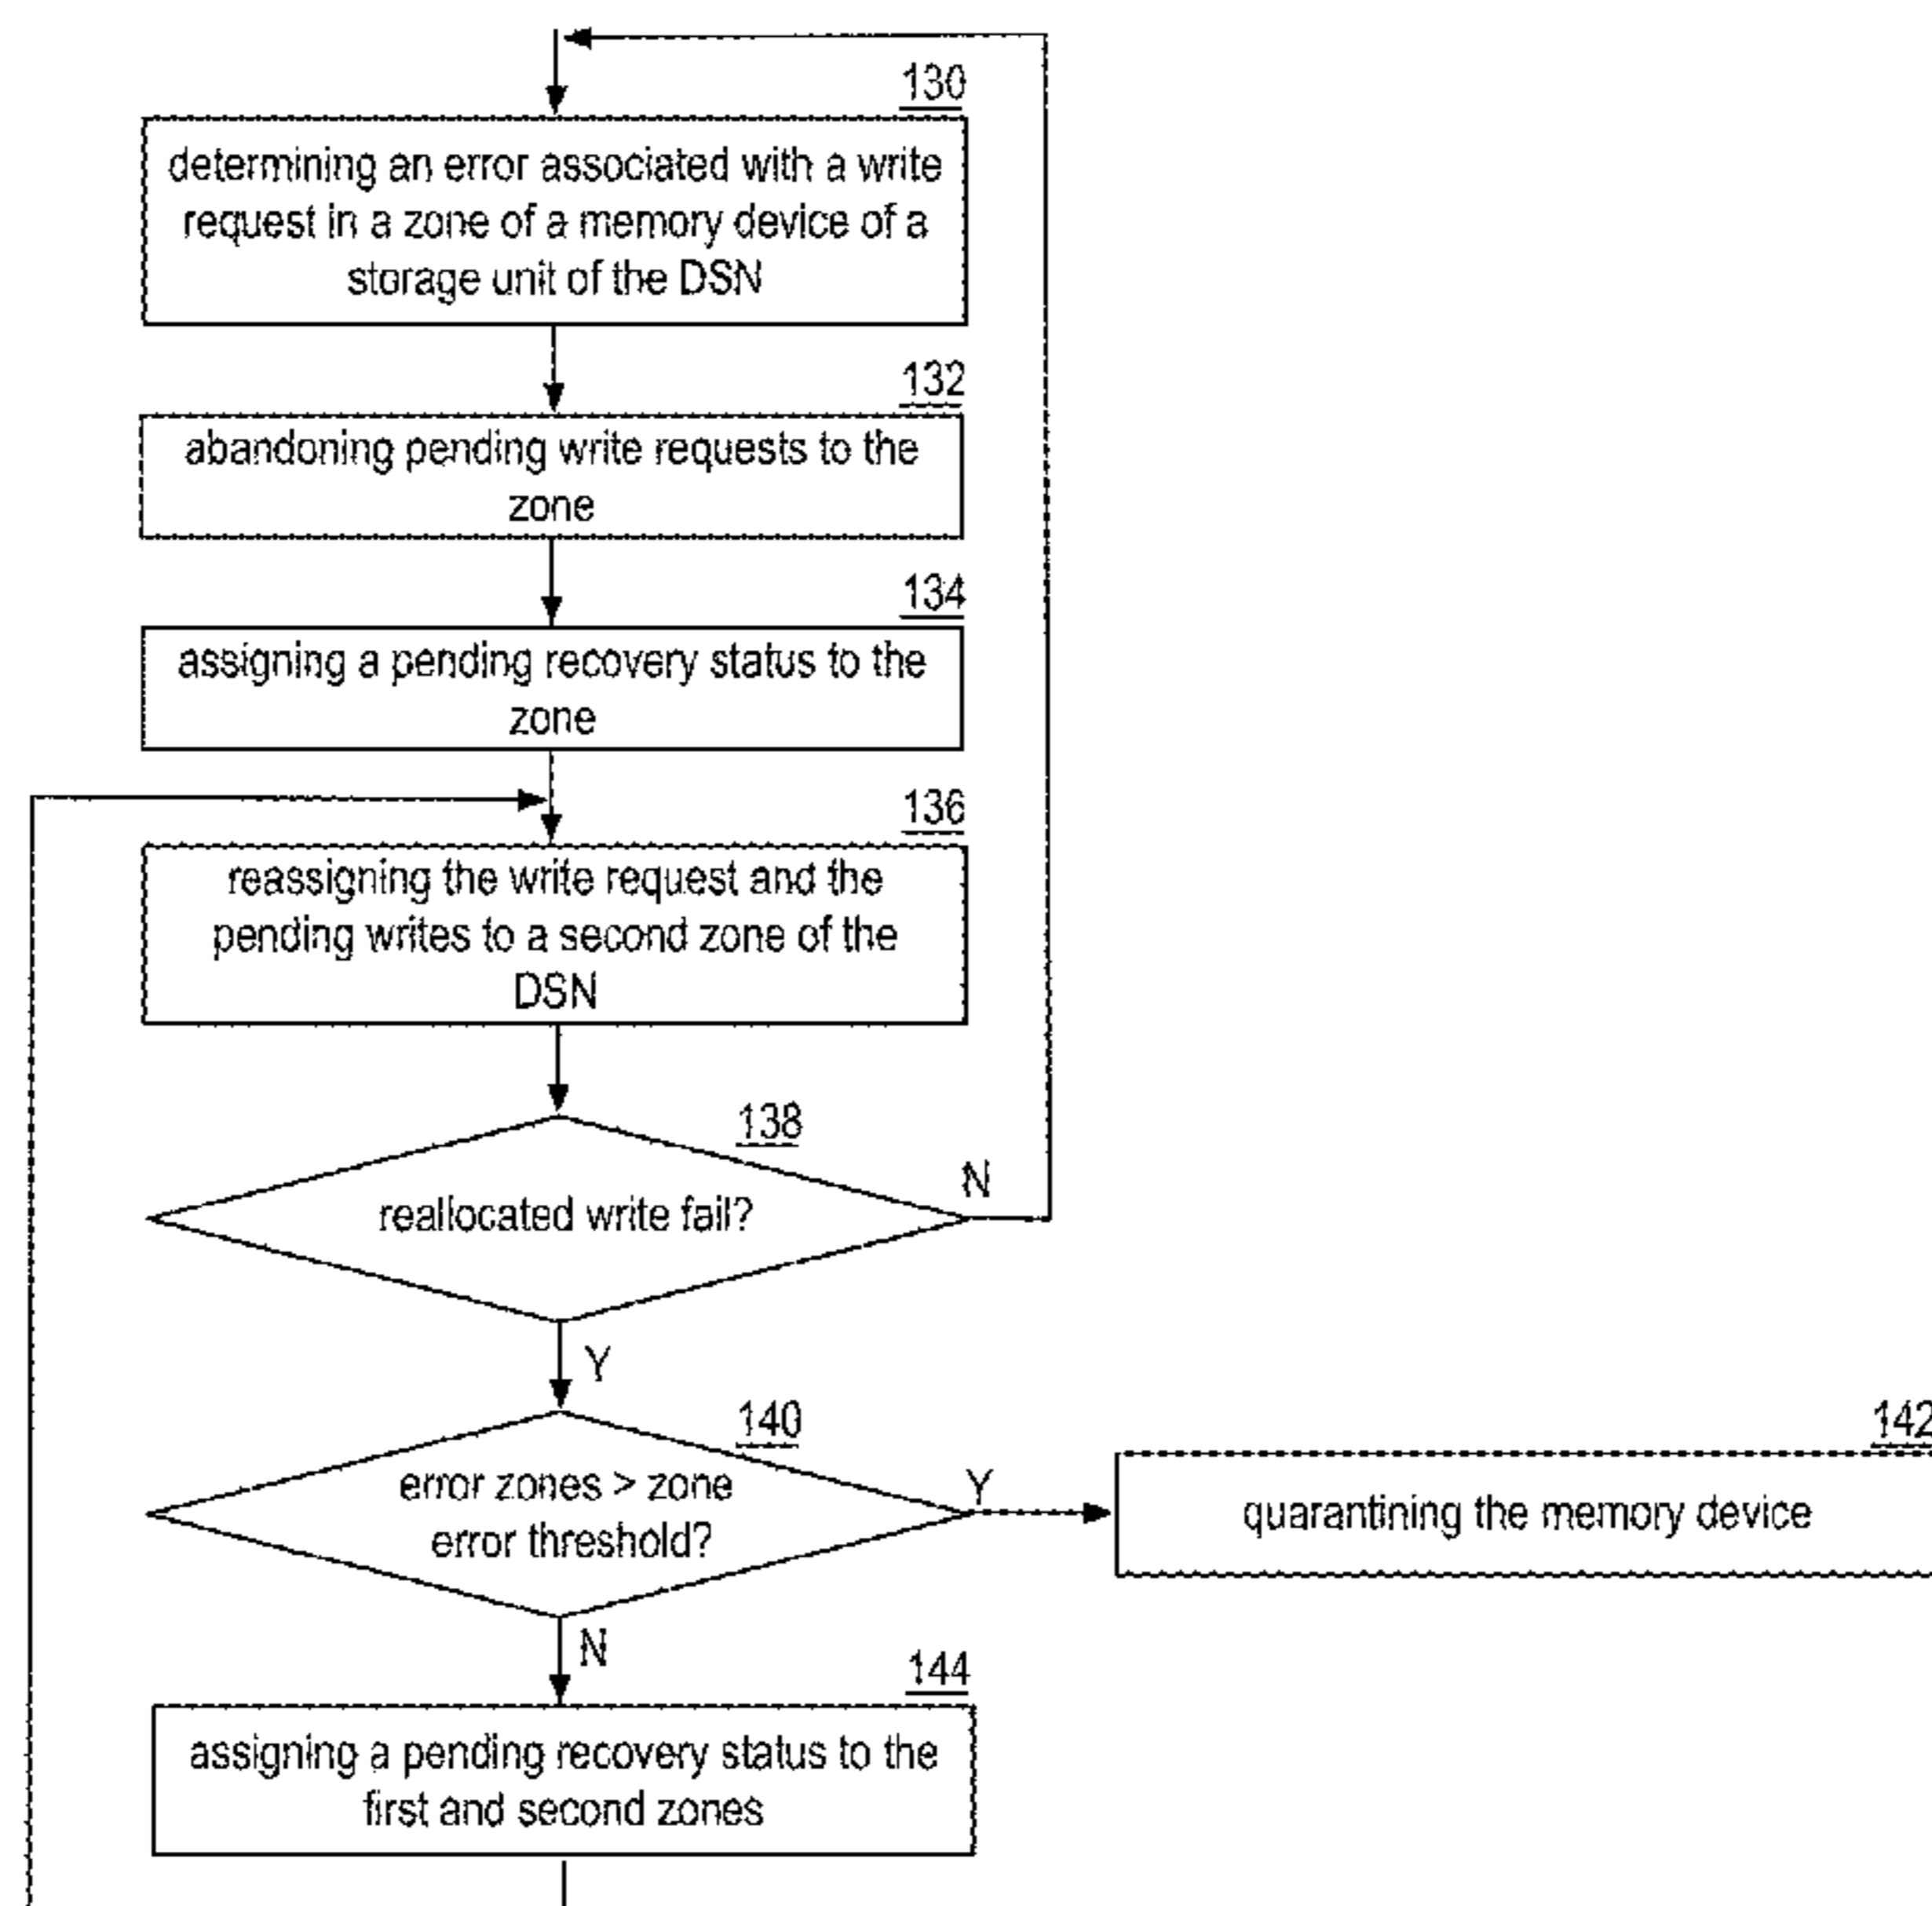 130
determining an error associated with a write
request in a zone of a memory device of a
storage unit of the DSN
132
abandoning pending write requests to the
zone
134
assigning a pending recovery status to the
zone
136
reassigning the write request and the
pending writes to a second zone of the
DSN
138
reallocated write fail?
N
Y
140
error zones > zone
error threshold?
Y
142
quarantining the memory device
N
144
assigning a pending recovery status to the
first and second zones